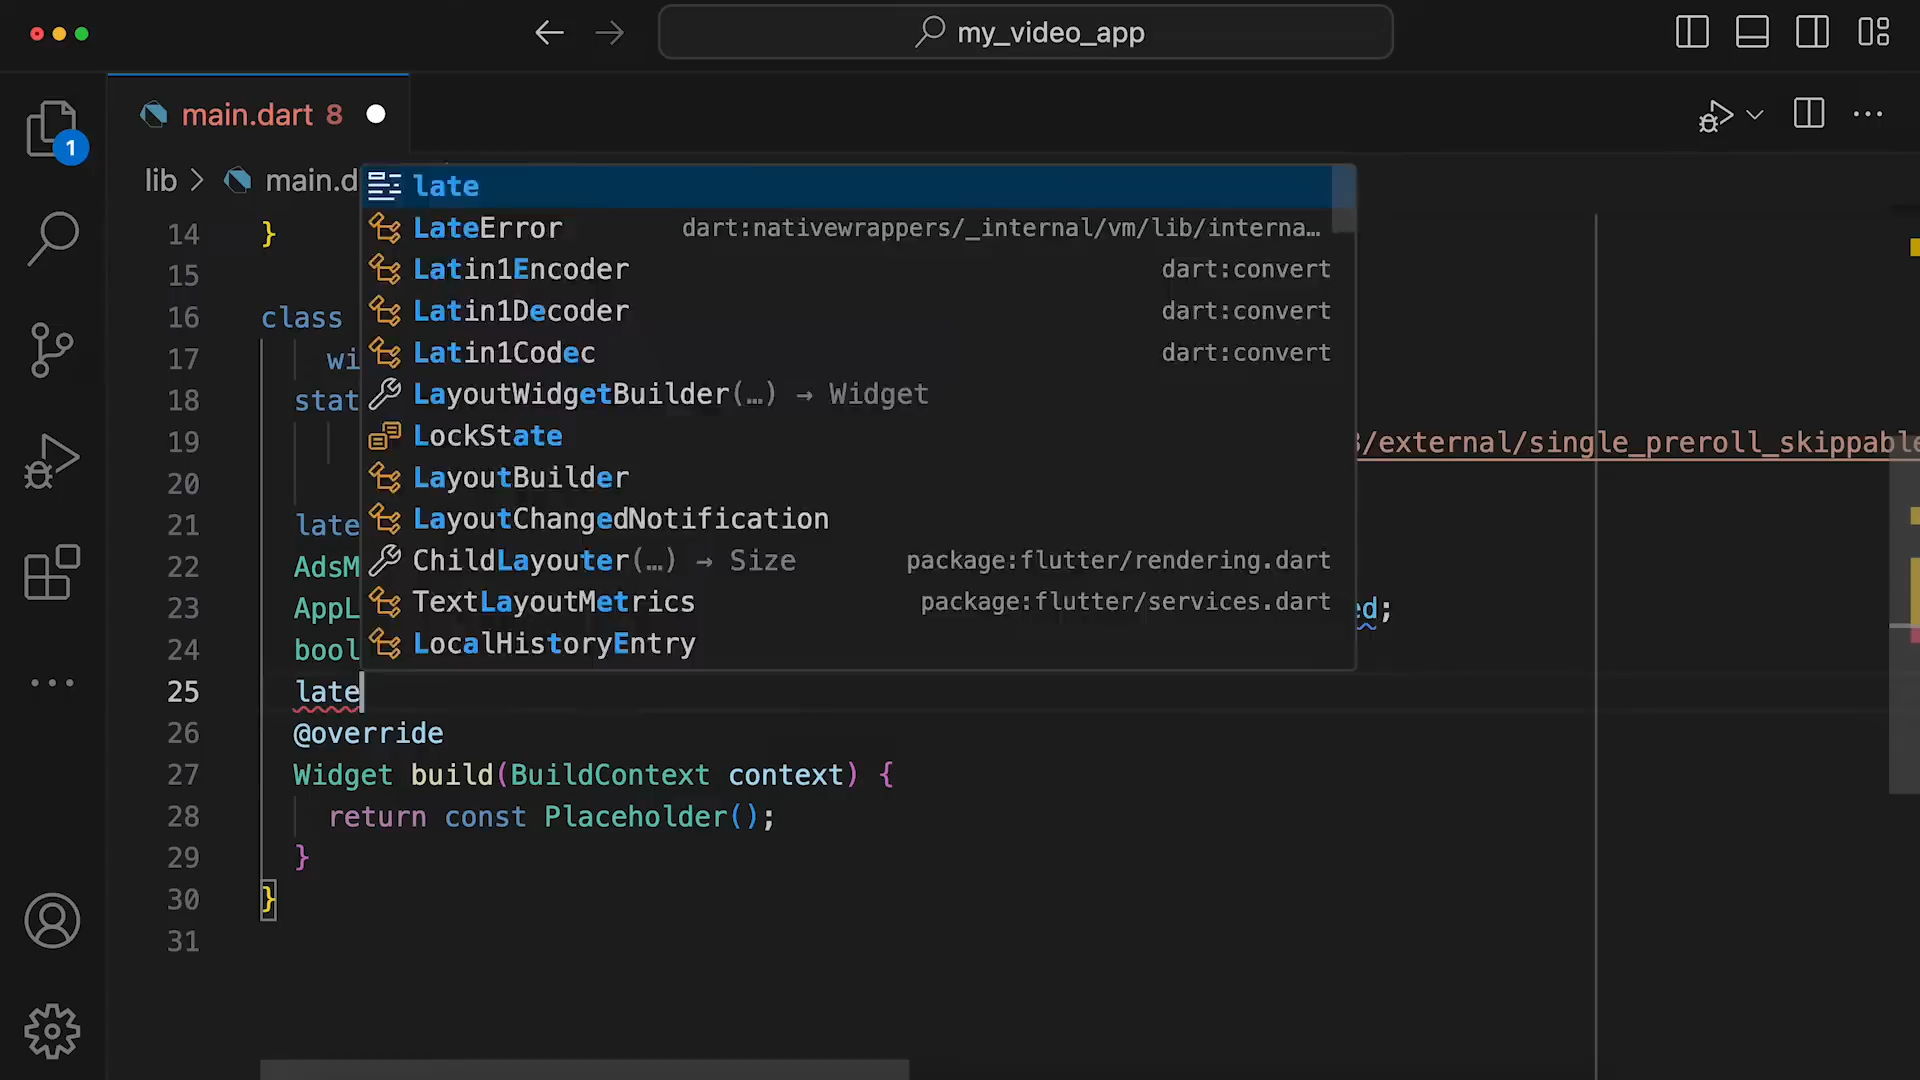 my_video_app
1
main.dart 8
lib > main.d
late
LateError dart:nativewrappers/_internal/vm/lib/interna…
Latin1Encoder dart:convert
Latin1Decoder dart:convert
Latin1Codec dart:convert
LayoutWidgetBuilder(…) → Widget
LockState
LayoutBuilder
LayoutChangedNotification
ChildLayouter(…) → Size package:flutter/rendering.dart
TextLayoutMetrics package:flutter/services.dart
LocalHistoryEntry
14 }
15
16 class
17 wi
18 stat
19 3/external/single_preroll_skippable
20
21 late
22 AdsM
23 AppL ed;
24 bool
25 late
26 @override
27 Widget build(BuildContext context) {
28 return const Placeholder();
29 }
30 }
31